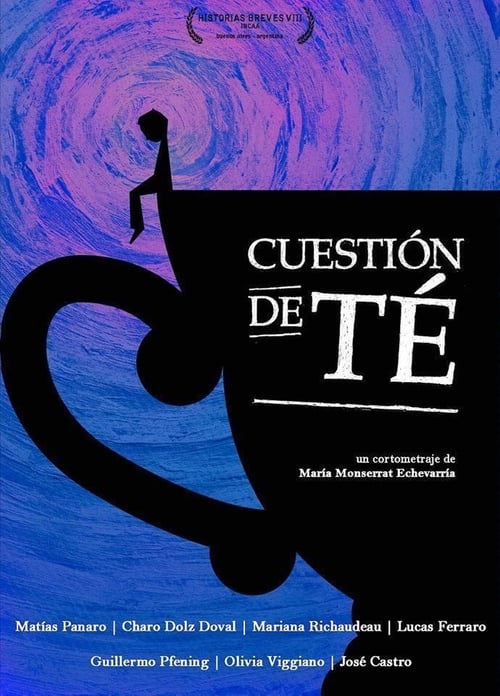 HISTORIAS BREVES VIII
INCAA
buenos aires - argentina
CUESTIÓN
DE TÉ
un cortometraje de
María Monserrat Echevarría
Matías Panaro | Charo Dolz Doval | Mariana Richaudeau | Lucas Ferraro
Guillermo Pfening | Olivia Viggiano | José Castro